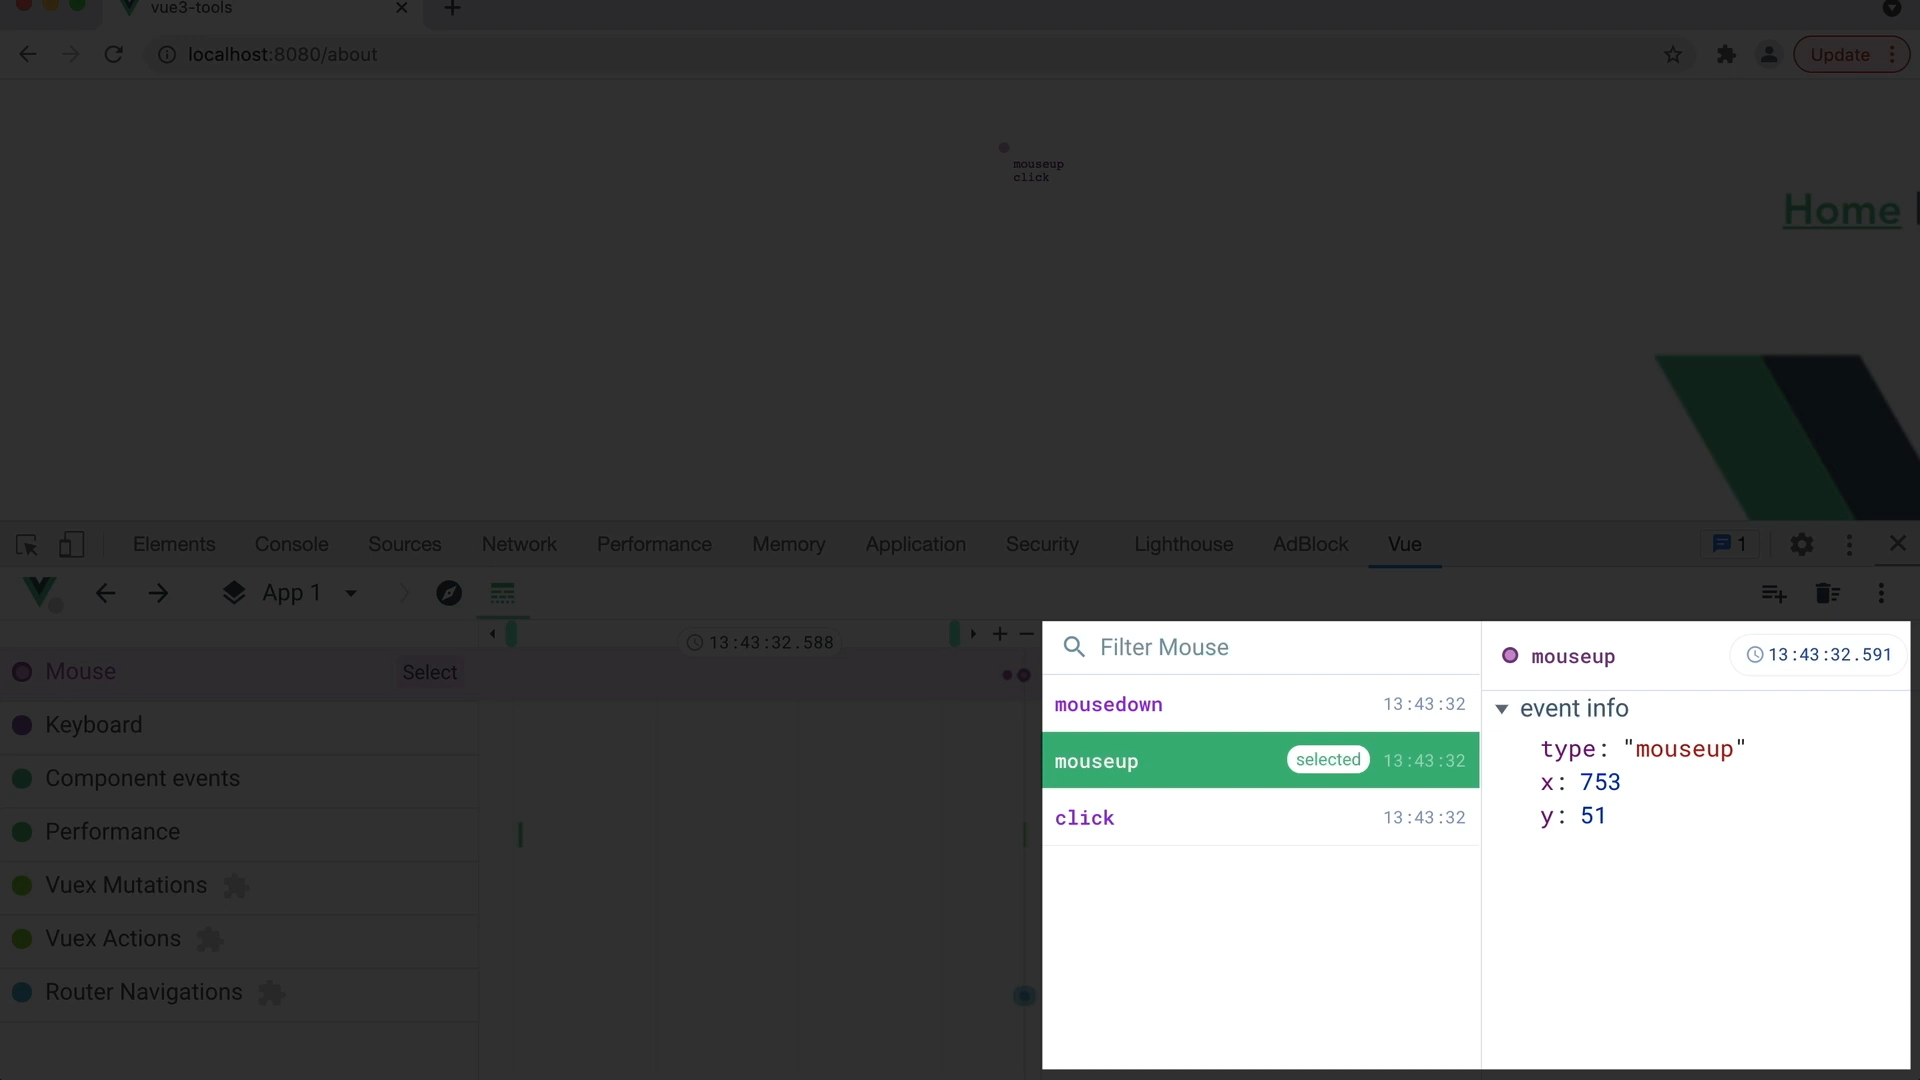 vue3-tools
localhost:8080/about
Update
mouseup
click
Home
Elements
Console
Sources
Network
Performance
Memory
Application
Security
Lighthouse
AdBlock
Vue
1
App 1
13:43:32.588
Mouse
Select
Keyboard
Component events
Performance
Vuex Mutations
Vuex Actions
Router Navigations
Filter Mouse
mousedown 13:43:32
mouseup selected 13:43:32
click 13:43:32
mouseup 13:43:32.591
event info
type: "mouseup"
x: 753
y: 51